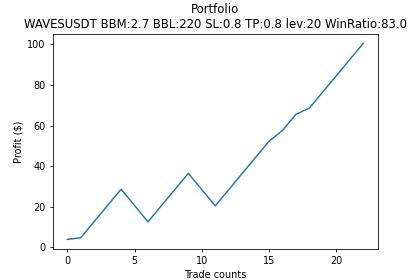 Portfolio
WAVESUSDT BBM:2.7 BBL:220 SL:0.8 TP:0.8 lev:20 WinRatio:83.0
100
80
60
40
20
0
Profit ($)
0 5 10 15 20
Trade counts